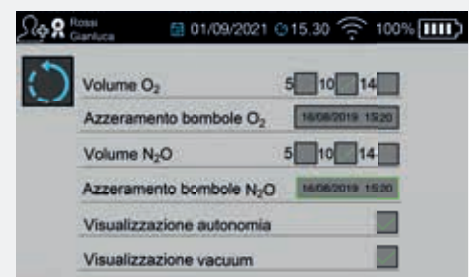 Rossi
Gianluca
01/09/2021 15.30 100%
Volume O₂ 5 10 14
Azzeramento bombole O₂ 16/08/2019 15:20
Volume N₂O 5 10 14
Azzeramento bombole N₂O 16/08/2019 15:20
Visualizzazione autonomia
Visualizzazione vacuum